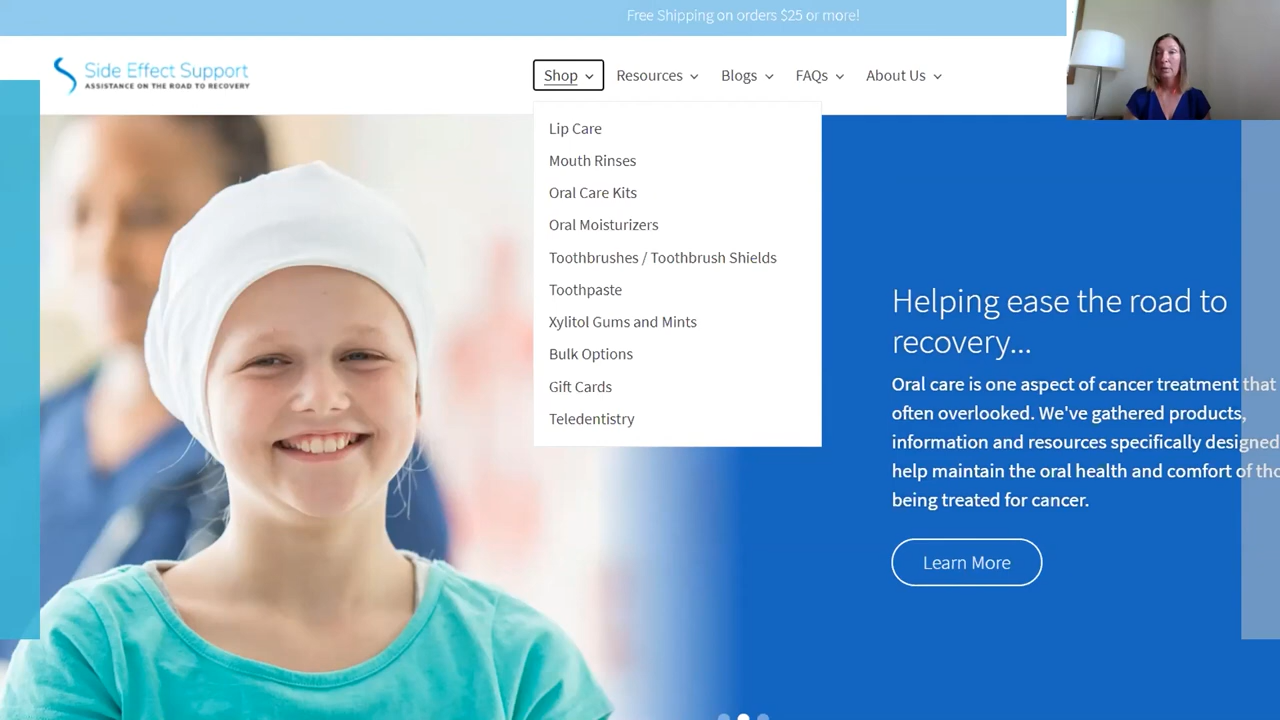 Free Shipping on orders $25 or more!
Side Effect Support
ASSISTANCE ON THE ROAD TO RECOVERY
Shop Resources Blogs FAQs About Us
Lip Care
Mouth Rinses
Oral Care Kits
Oral Moisturizers
Toothbrushes / Toothbrush Shields
Toothpaste
Xylitol Gums and Mints
Bulk Options
Gift Cards
Teledentistry
Helping ease the road to
recovery...
Oral care is one aspect of cancer treatment that
often overlooked. We've gathered products,
information and resources specifically designed
help maintain the oral health and comfort of
being treated for cancer.
Learn More